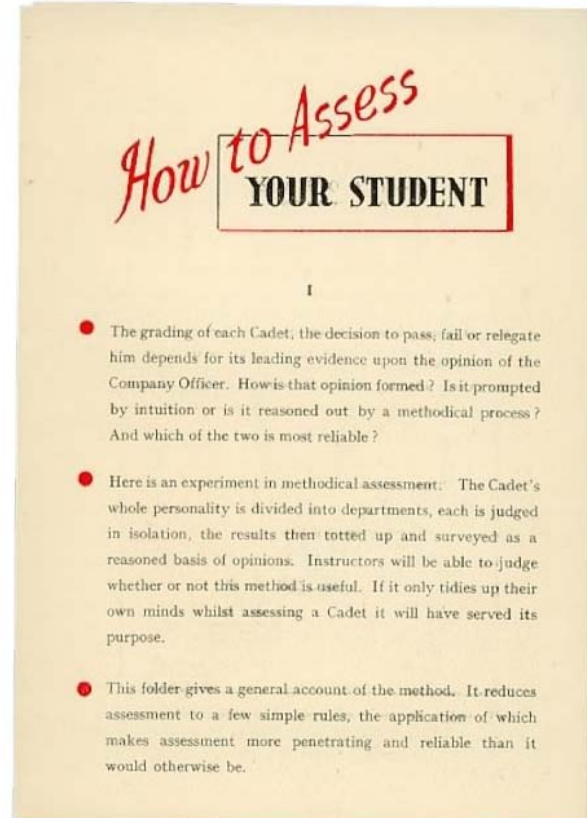 How to Assess
YOUR STUDENT
I
The grading of each Cadet, the decision to pass, fail or relegate
him depends for its leading evidence upon the opinion of the
Company Officer. How is that opinion formed ? Is it prompted
by intuition or is it reasoned out by a methodical process ?
And which of the two is most reliable ?
Here is an experiment in methodical assessment. The Cadet's
whole personality is divided into departments, each is judged
in isolation, the results then totted up and surveyed as a
reasoned basis of opinions. Instructors will be able to judge
whether or not this method is useful. If it only tidies up their
own minds whilst assessing a Cadet it will have served its
purpose.
This folder gives a general account of the method. It reduces
assessment to a few simple rules, the application of which
makes assessment more penetrating and reliable than it
would otherwise be.